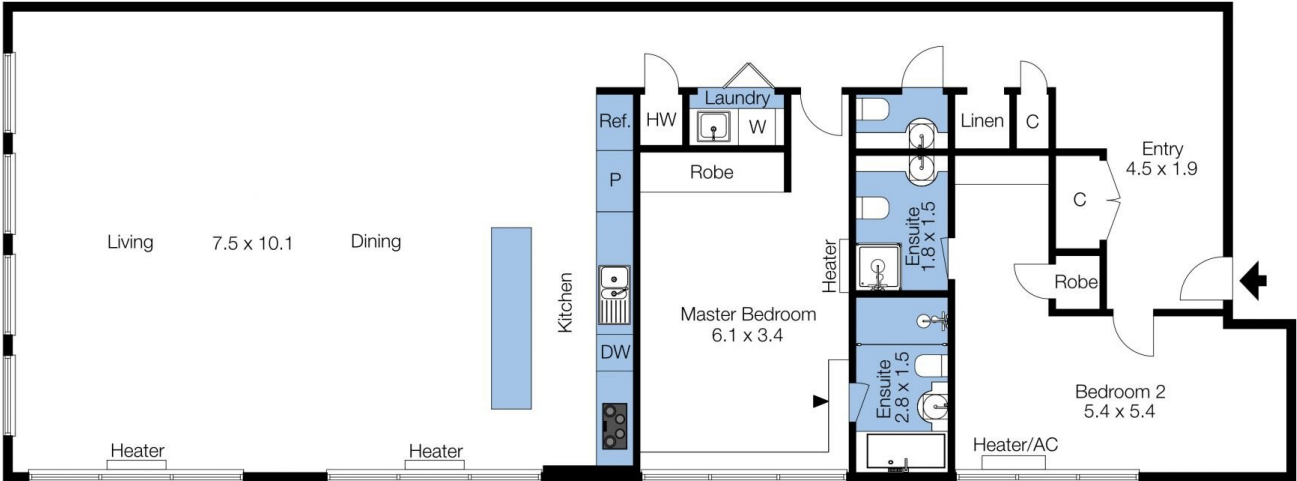 Laundry
Ref.
HW
W
Linen
C
Entry
4.5 x 1.9
P
Robe
C
Living
7.5 x 10.1
Dining
Ensuite
1.8 x 1.5
Heater
Robe
Kitchen
Master Bedroom
6.1 x 3.4
DW
Ensuite
2.8 x 1.5
Bedroom 2
5.4 x 5.4
Heater
Heater
Heater/AC